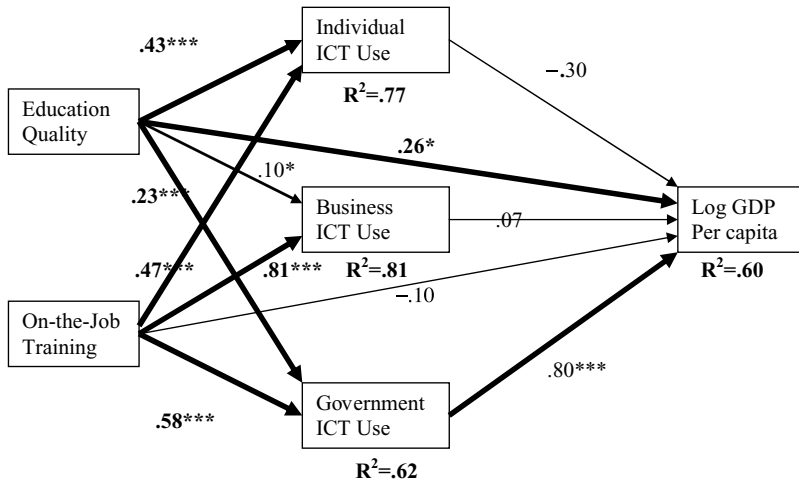 Individual
ICT Use
R²=.77
.43***
−.30
Education
Quality
.26*
.10*
.23***
Business
ICT Use
R²=.81
.07
Log GDP
Per capita
R²=.60
.47***
.81***
−.10
On-the-Job
Training
.58***
Government
ICT Use
R²=.62
.80***